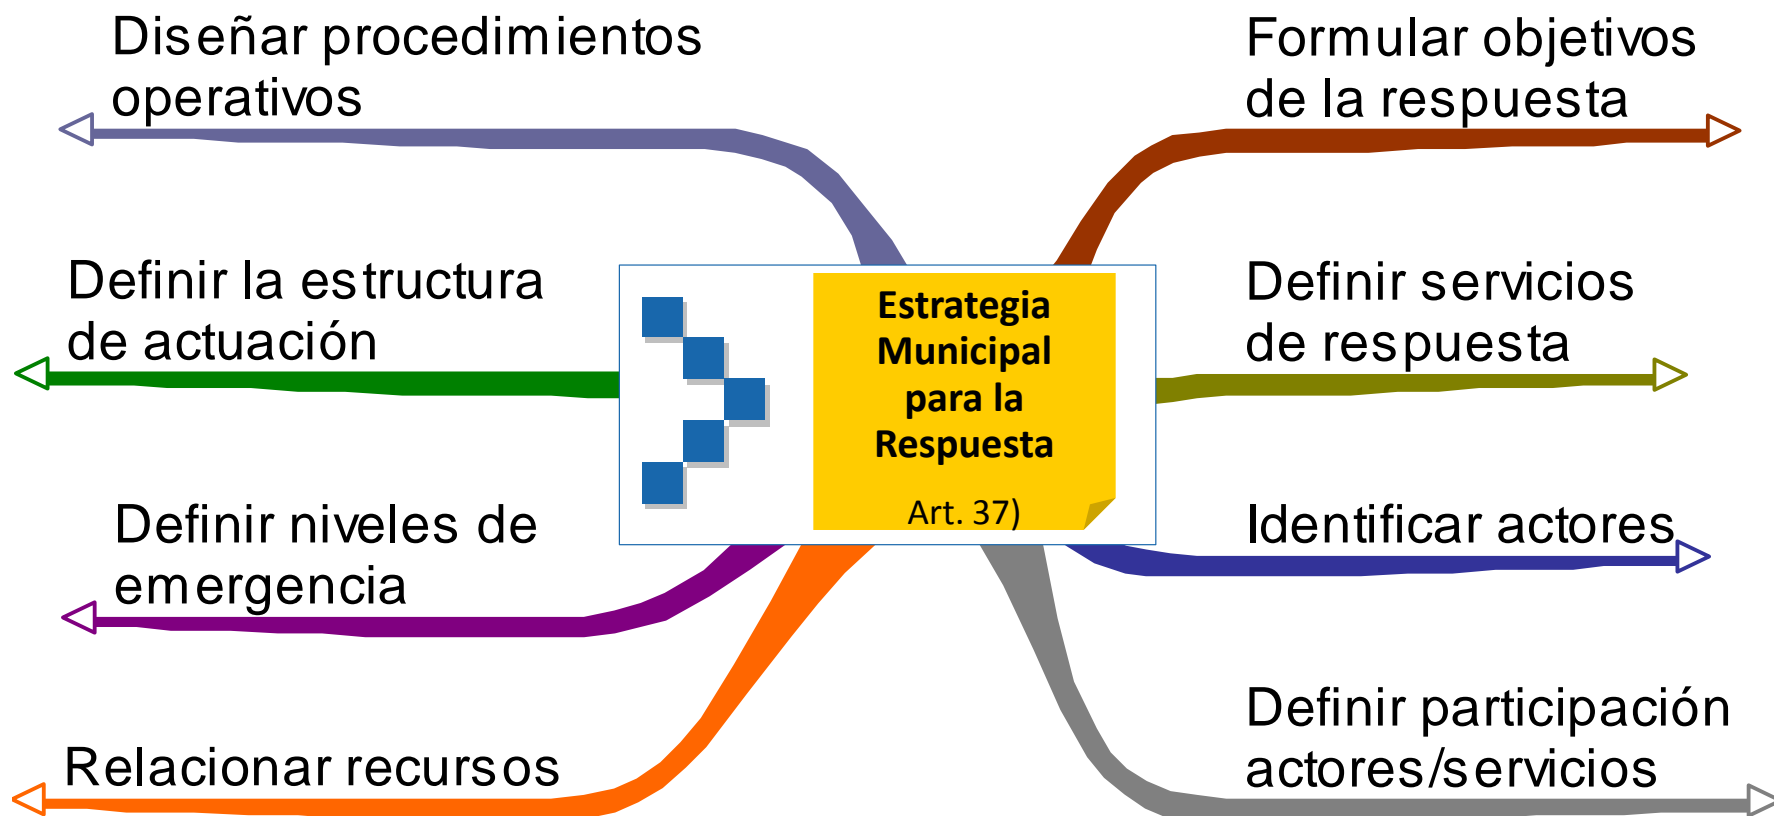 Diseñar procedimientos
operativos
Formular objetivos
de la respuesta
Definir la estructura
de actuación
Estrategia
Municipal
para la
Respuesta
Art. 37)
Definir servicios
de respuesta
Definir niveles de
emergencia
Identificar actores
Relacionar recursos
Definir participación
actores/servicios